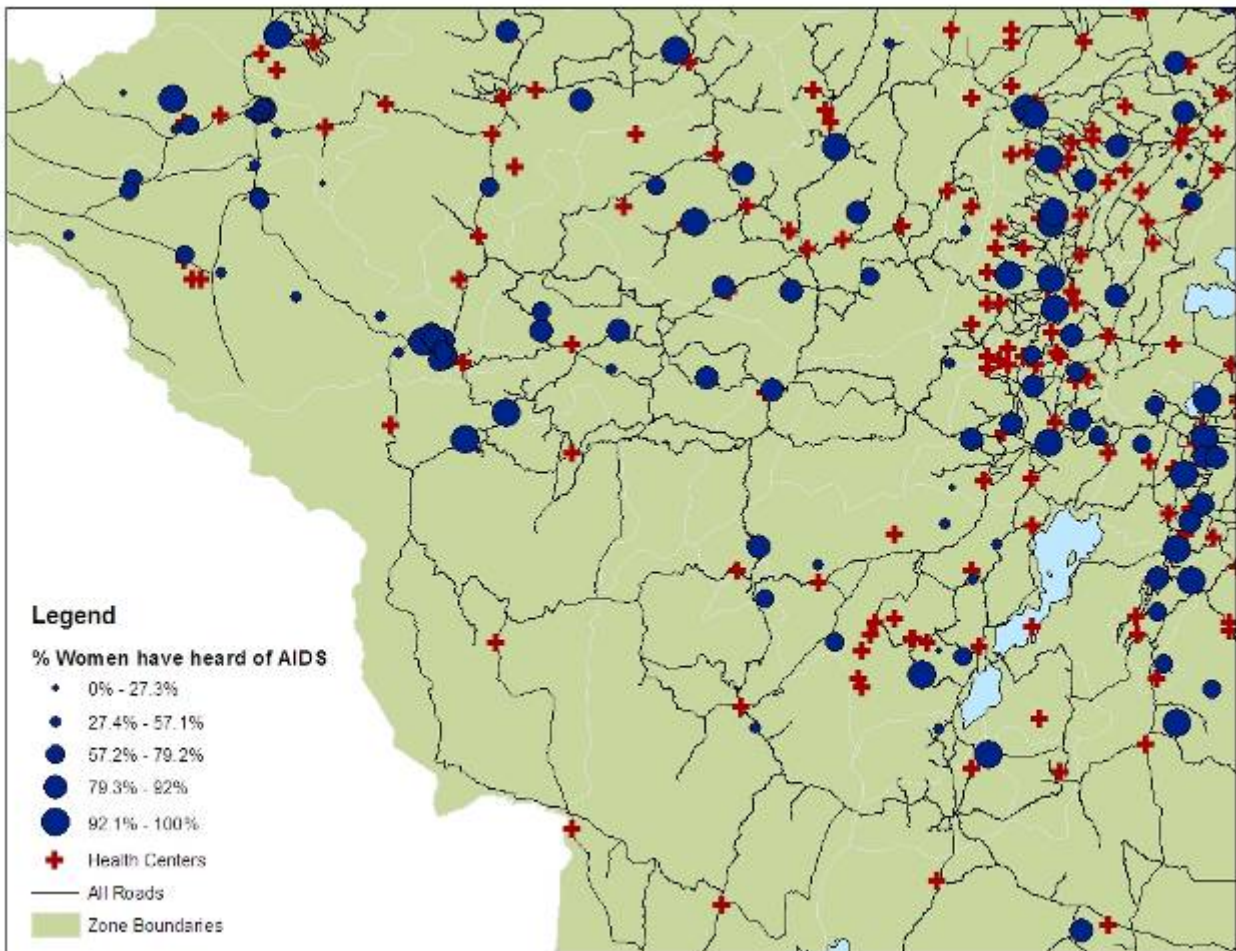 Legend
% Women have heard of AIDS
0% - 27.3%
27.4% - 57.1%
57.2% - 79.2%
79.3% - 92%
92.1% - 100%
Health Centers
All Roads
Zone Boundaries